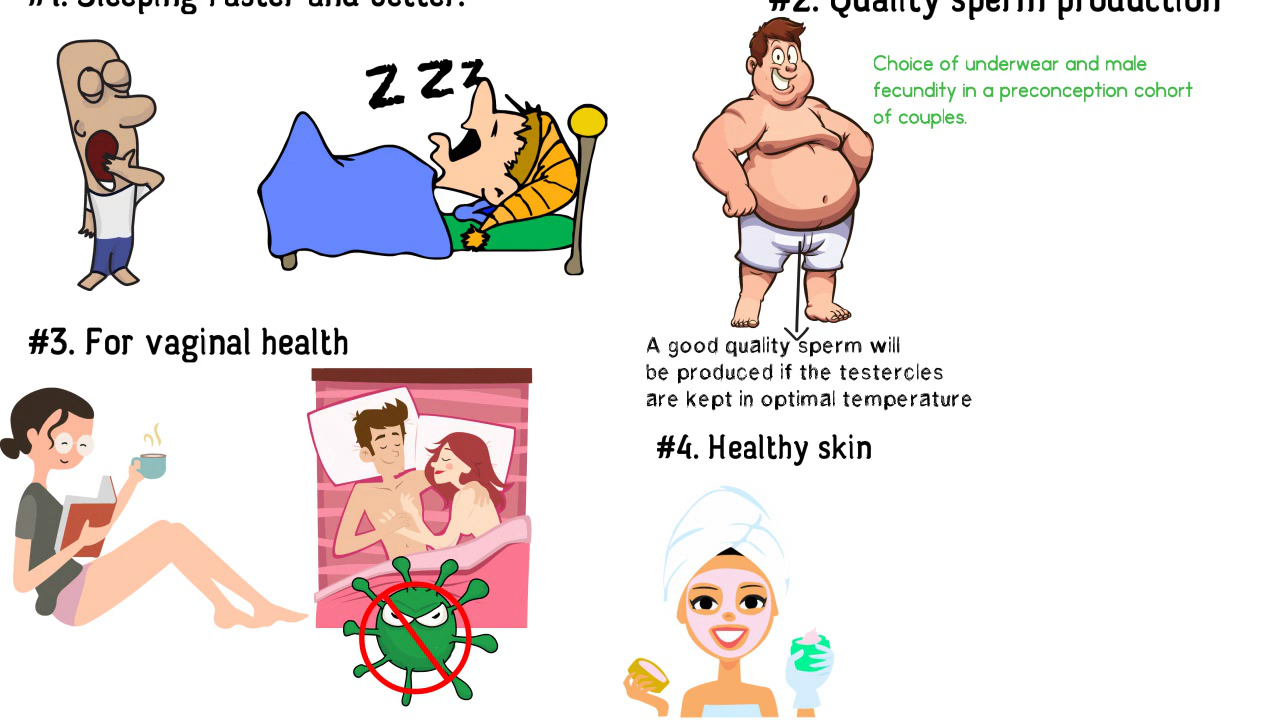 #1. Sleeping faster and better.
#2. Quality sperm production
Choice of underwear and male
fecundity in a preconception cohort
of couples.
z z z
#3. For vaginal health
A good quality sperm will
be produced if the testercles
are kept in optimal temperature
#4. Healthy skin